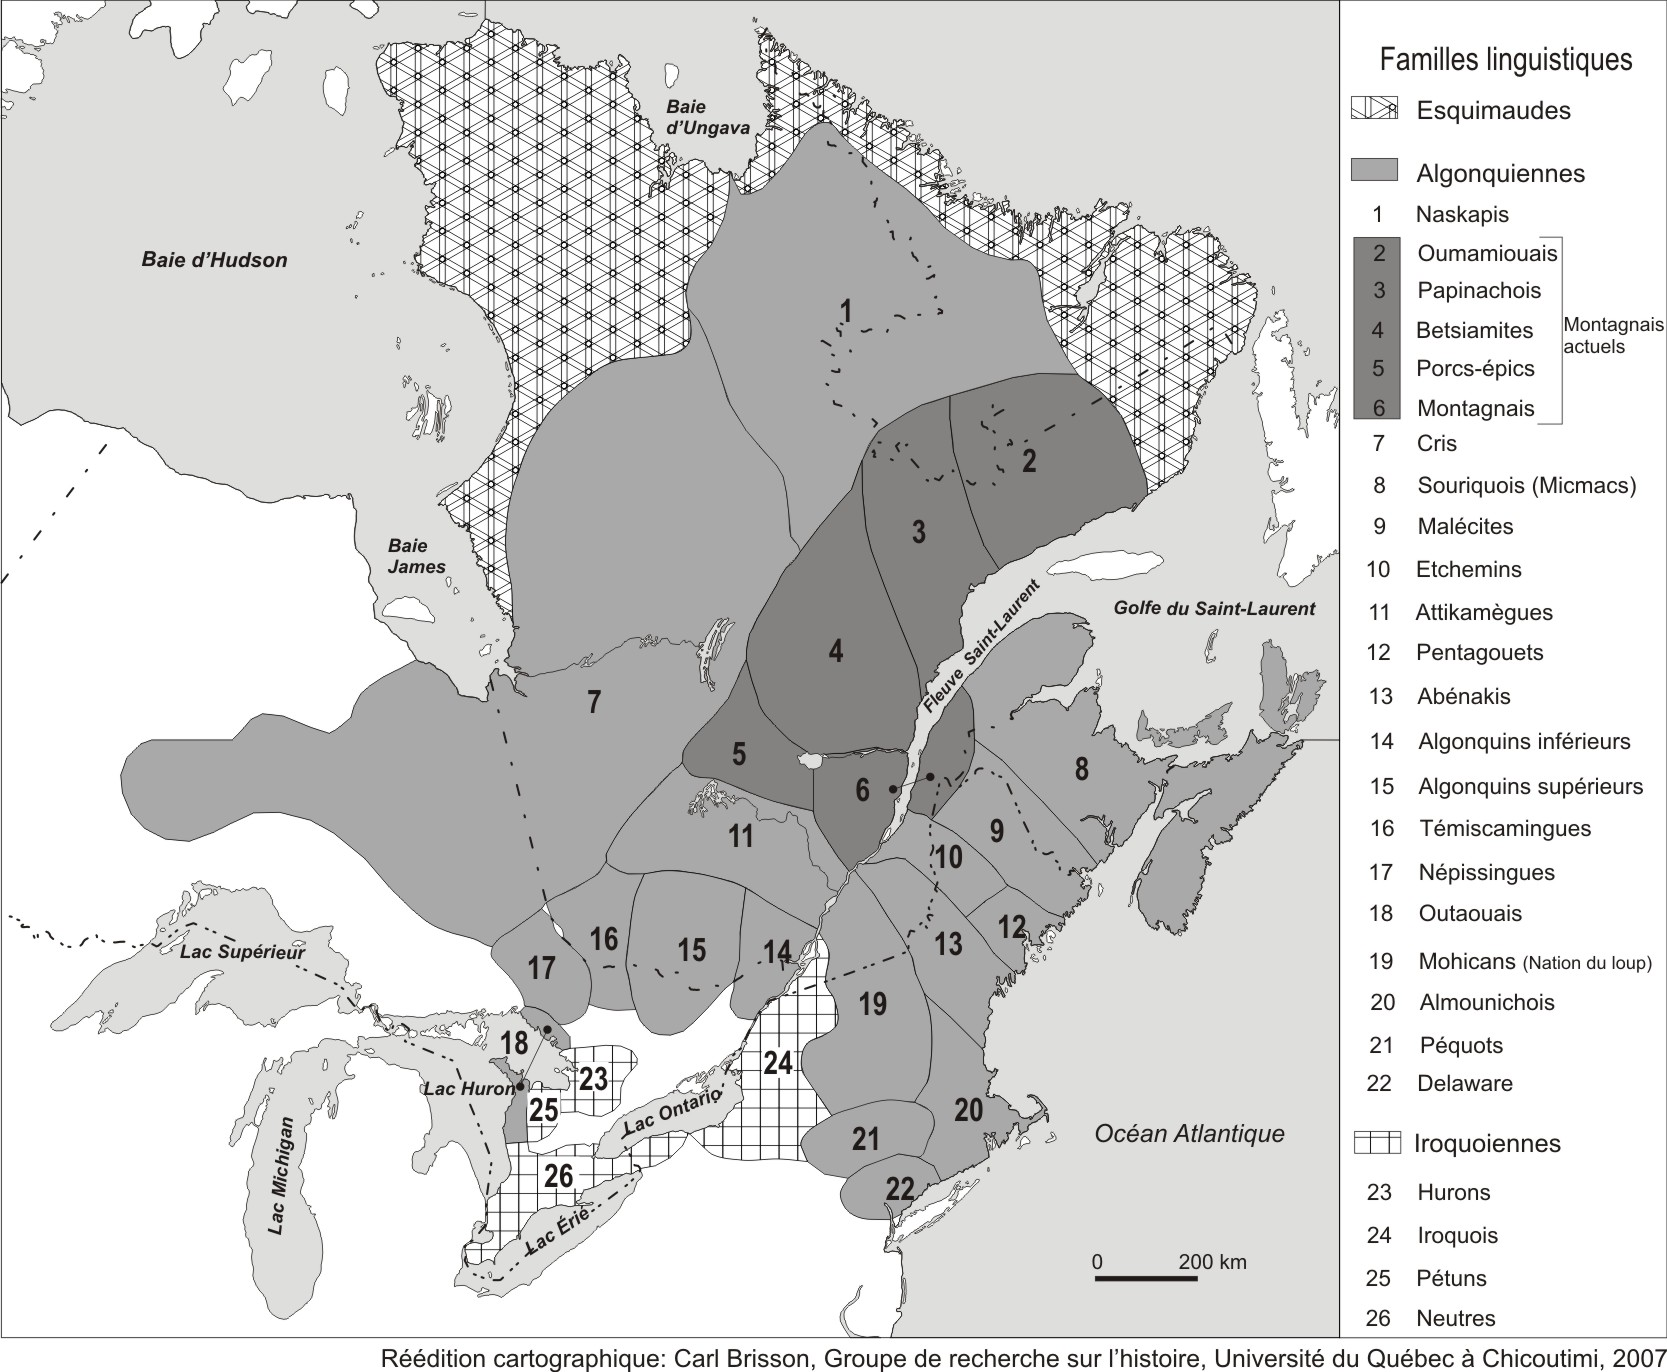 Baie
d'Ungava
Baie d'Hudson
1
2
3
Baie
James
Golfe du Saint-Laurent
Fleuve Saint-Laurent
4
7
5
6
8
11
9
10
12
13
16
15
14
17
Lac Supérieur
19
18
24
23
Lac Huron
25
Lac Ontario
20
21
Océan Atlantique
26
22
Lac Michigan
Lac Érié
0 200 km
Familles linguistiques
Esquimaudes
Algonquiennes
1 Naskapis
2 Oumamiouais
3 Papinachois
4 Betsiamites
5 Porcs-épics
6 Montagnais
Montagnais
actuels
7 Cris
8 Souriquois (Micmacs)
9 Malécites
10 Etchemins
11 Attikamègues
12 Pentagouets
13 Abénakis
14 Algonquins inférieurs
15 Algonquins supérieurs
16 Témiscamingues
17 Népissingues
18 Outaouais
19 Mohicans (Nation du loup)
20 Almounichois
21 Péquots
22 Delaware
Iroquoiennes
23 Hurons
24 Iroquois
25 Pétuns
26 Neutres
Réédition cartographique: Carl Brisson, Groupe de recherche sur l'histoire, Université du Québec à Chicoutimi, 2007